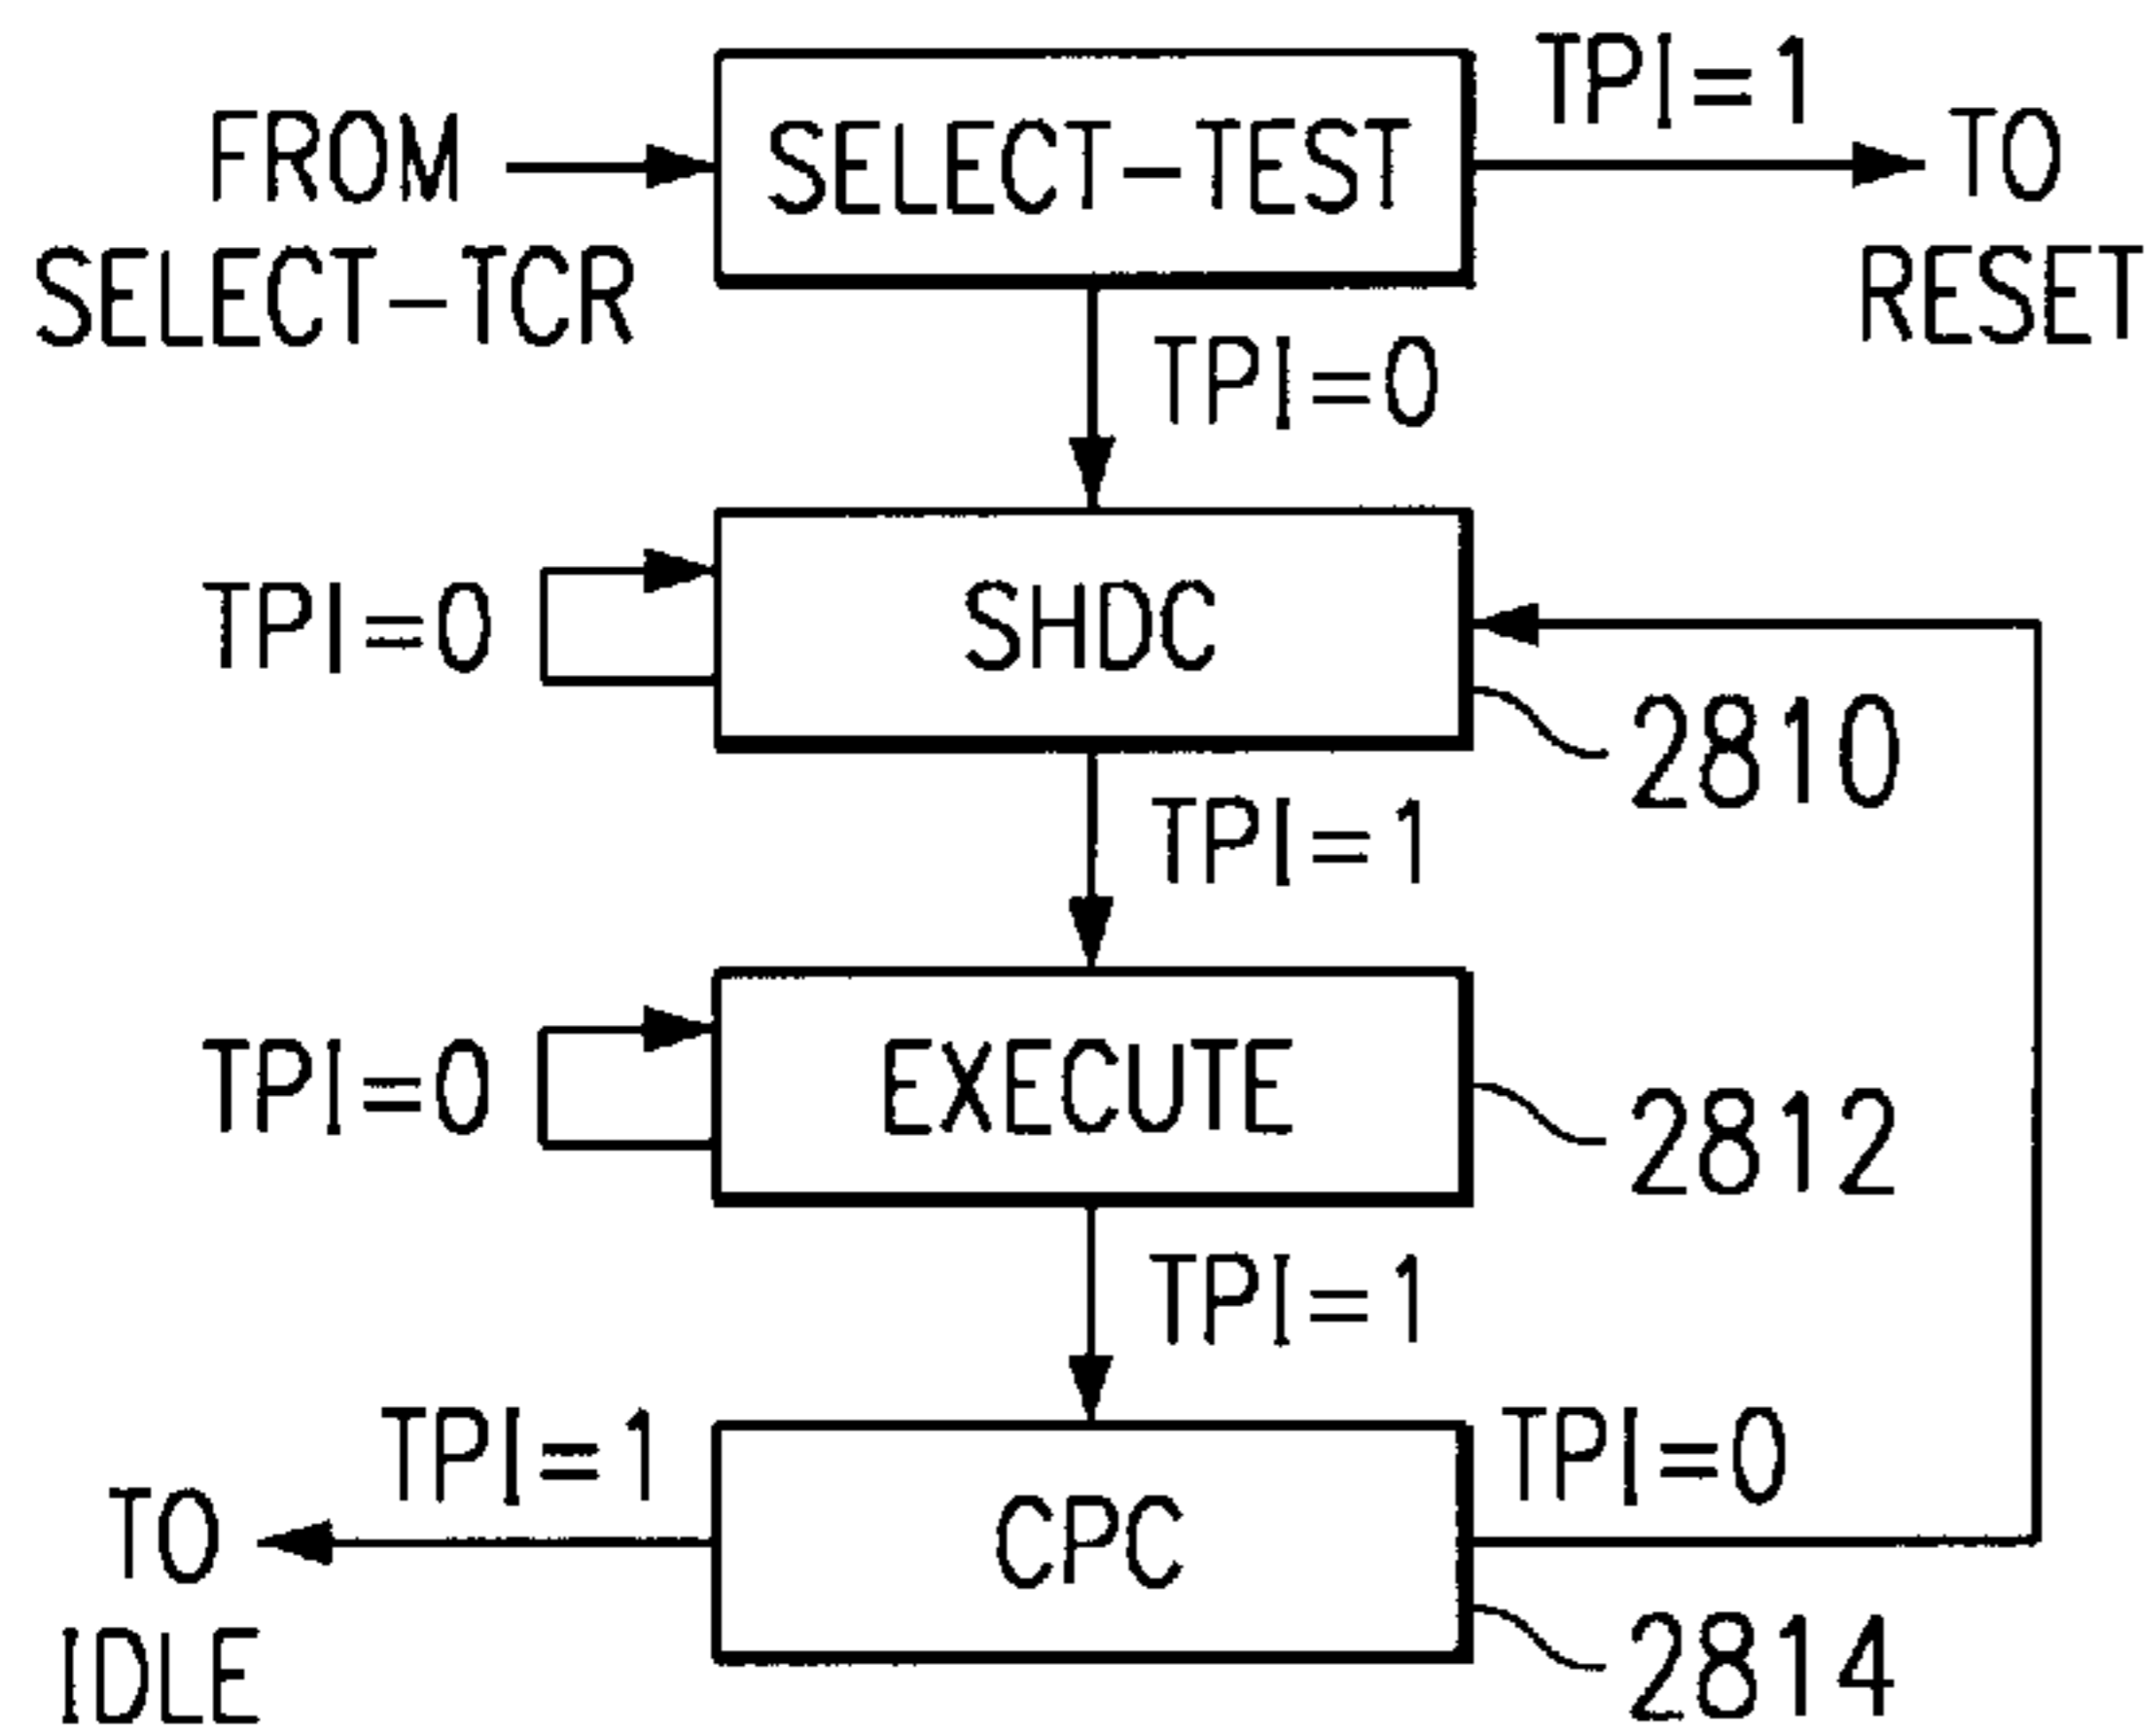 TPI=1
FROM
SELECT-TCR
SELECT-TEST
TO
RESET
TPI=0
TPI=0
SHDC
2810
TPI=1
TPI=0
EXECUTE
2812
TPI=1
TPI=1
TPI=0
TO
IDLE
CPC
2814